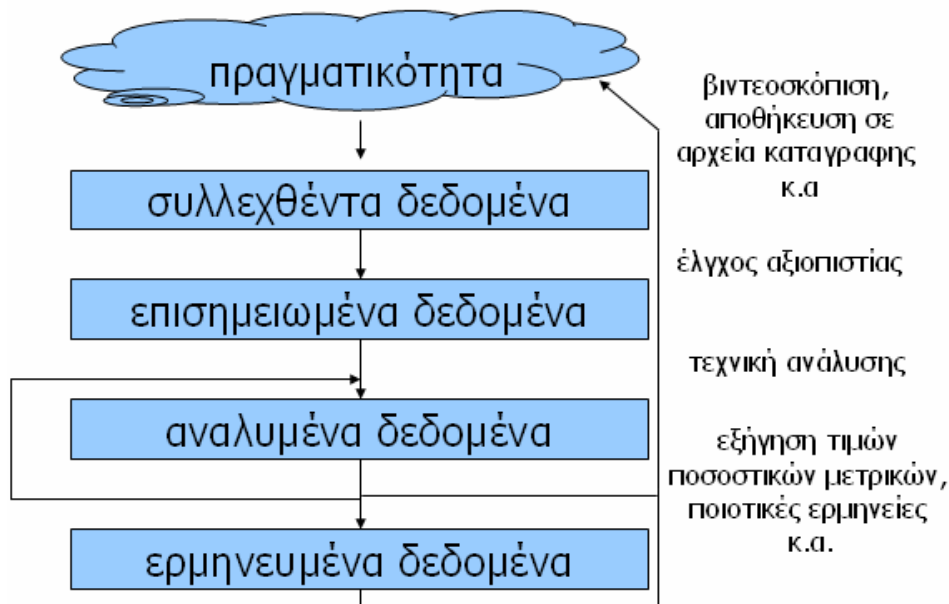 πραγματικότητα
βιντεοσκόπιση,
αποθήκευση σε
αρχεία καταγραφης
κ.α
συλλεχθέντα δεδομένα
έλγχος αξιοπιστίας
επισημειωμένα δεδομένα
τεχνική ανάλυσης
αναλυμένα δεδομένα
εξήγηση τιμών
ποσοστικών μετρικών,
ποιοτικές ερμηνείες
κ.α.
ερμηνευμένα δεδομένα